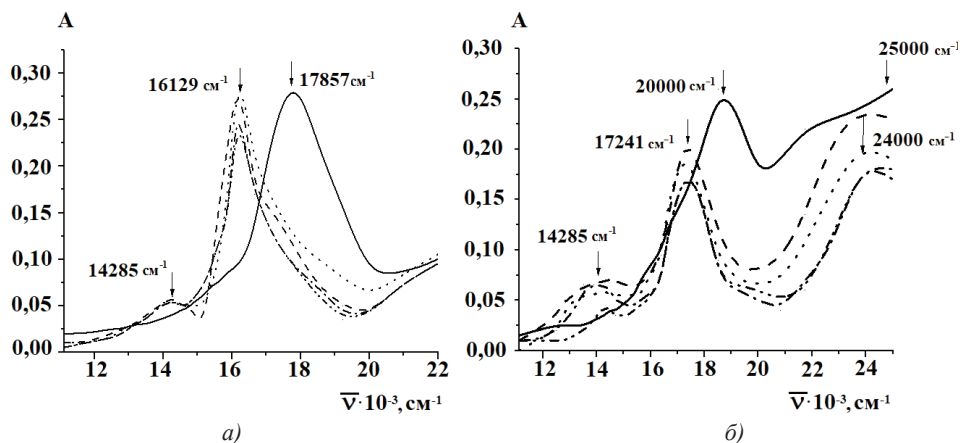 A
0,30
0,25
0,20
0,15
0,10
0,05
0,00
16129 см⁻¹
17857 см⁻¹
14285 см⁻¹
12 14 16 18 20 22
ν̅·10⁻³, см⁻¹
а)
A
0,30
0,25
0,20
0,15
0,10
0,05
0,00
25000 см⁻¹
20000 см⁻¹
17241 см⁻¹
24000 см⁻¹
14285 см⁻¹
12 14 16 18 20 22 24
ν̅·10⁻³, см⁻¹
б)